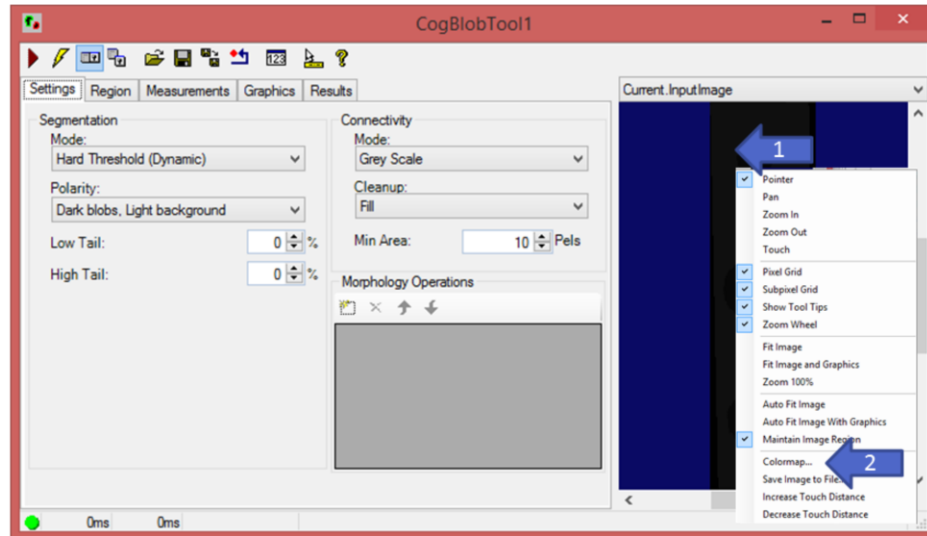 CogBlobTool1
Settings Region Measurements Graphics Results
Current.InputImage
Segmentation
Mode:
Hard Threshold (Dynamic)
Polarity:
Dark blobs, Light background
Low Tail: 0 %
High Tail: 0 %
Connectivity
Mode:
Grey Scale
Cleanup:
Fill
Min Area: 10 Pels
Morphology Operations
1
Pointer
Pan
Zoom In
Zoom Out
Touch
Pixel Grid
Subpixel Grid
Show Tool Tips
Zoom Wheel
Fit Image
Fit Image and Graphics
Zoom 100%
Auto Fit Image
Auto Fit Image With Graphics
Maintain Image Region
Colormap...
2
Save Image to File...
Increase Touch Distance
Decrease Touch Distance
0ms 0ms